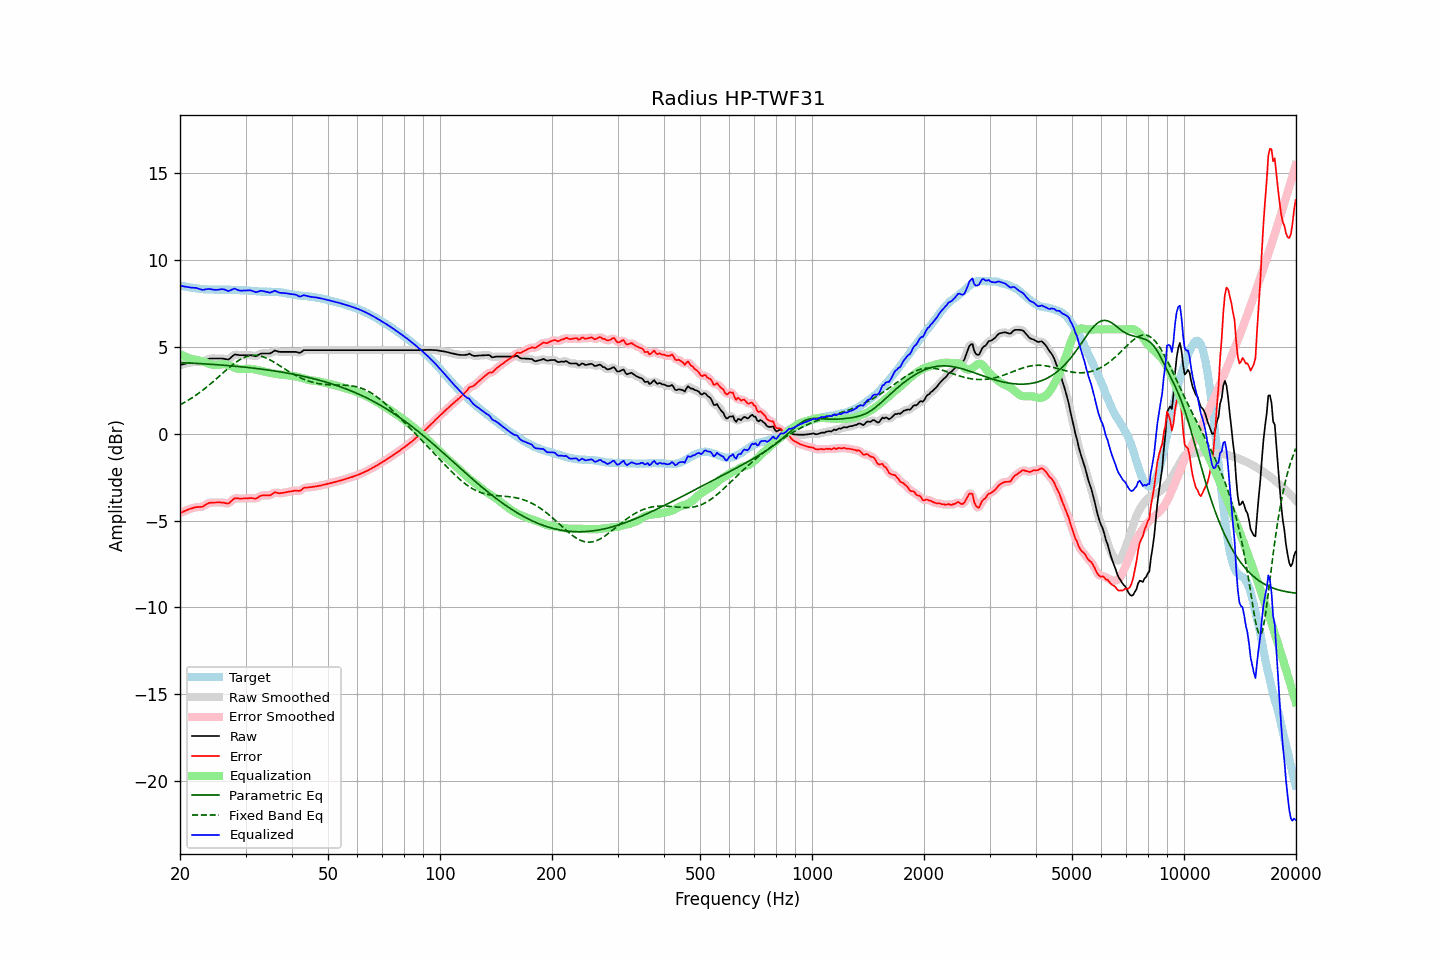 Radius HP-TWF31
Amplitude (dBr)
15
10
5
0
−5
−10
−15
−20
Target
Raw Smoothed
Error Smoothed
Raw
Error
Equalization
Parametric Eq
Fixed Band Eq
Equalized
20 50 100 200 500 1000 2000 5000 10000 20000
Frequency (Hz)